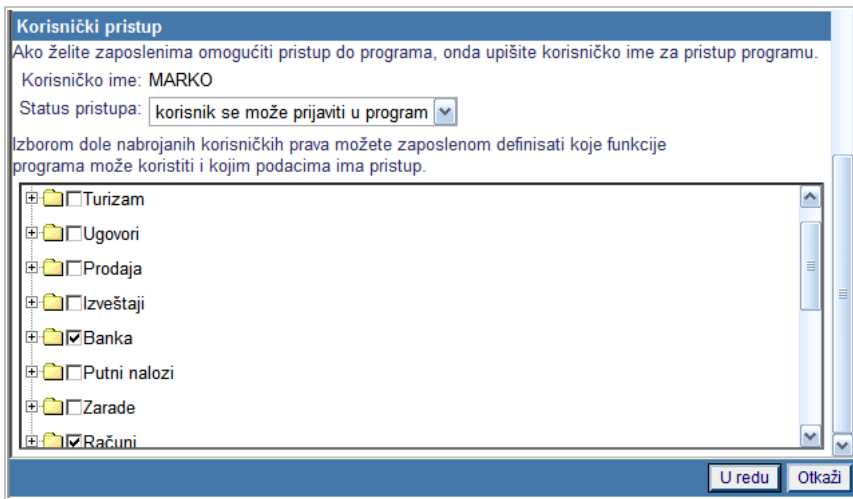 Korisnički pristup
Ako želite zaposlenima omogućiti pristup do programa, onda upišite korisničko ime za pristup programu.
Korisničko ime: MARKO
Status pristupa: korisnik se može prijaviti u program
Izborom dole nabrojanih korisničkih prava možete zaposlenom definisati koje funkcije
programa može koristiti i kojim podacima ima pristup.
Turizam
Ugovori
Prodaja
Izveštaji
Banka
Putni nalozi
Zarade
Računi
U redu Otkaži